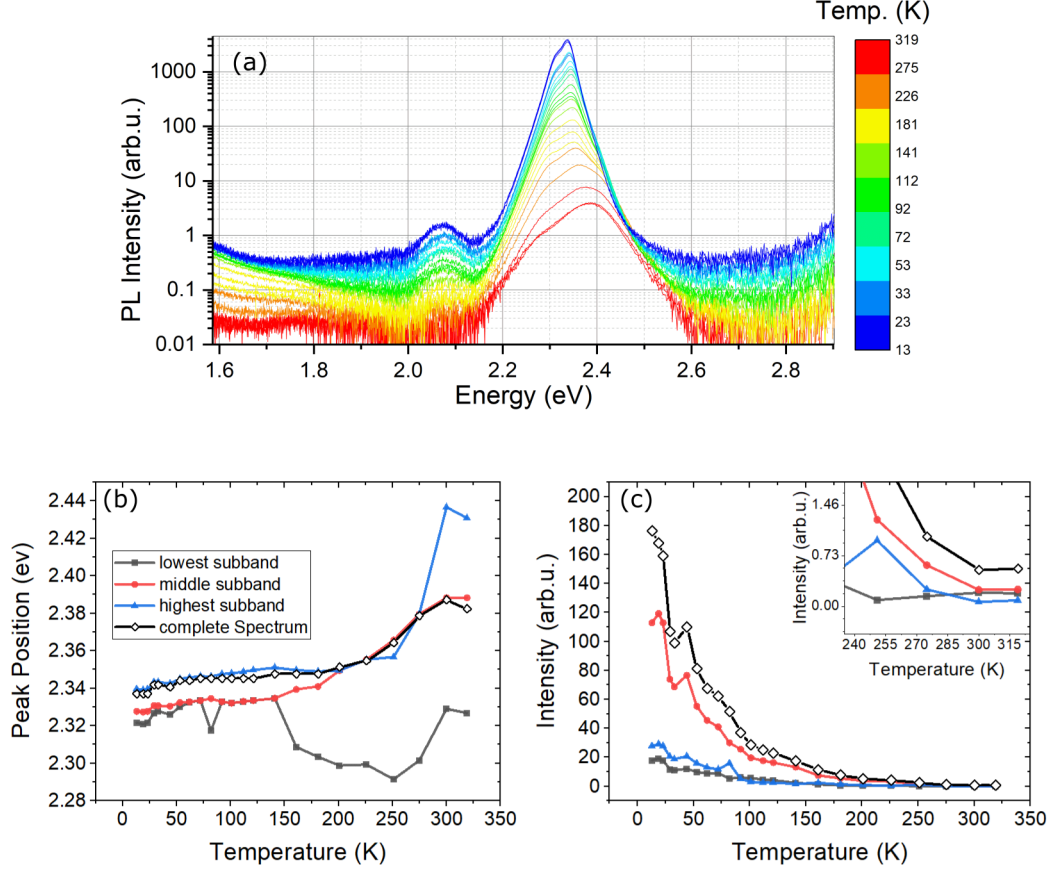 Temp. (K)
(a)
PL Intensity (arb.u.)
1000
100
10
1
0.1
0.01
1.6 1.8 2.0 2.2 2.4 2.6 2.8
Energy (eV)
319
275
226
181
141
112
92
72
53
33
23
13
(b)
Peak Position (ev)
2.44
2.42
2.40
2.38
2.36
2.34
2.32
2.30
2.28
lowest subband
middle subband
highest subband
complete Spectrum
0 50 100 150 200 250 300 350
Temperature (K)
(c)
Intensity (arb.u.)
200
180
160
140
120
100
80
60
40
20
0
0 50 100 150 200 250 300 350
Temperature (K)
Intensity (arb.u.)
1.46
0.73
0.00
240 255 270 285 300 315
Temperature (K)